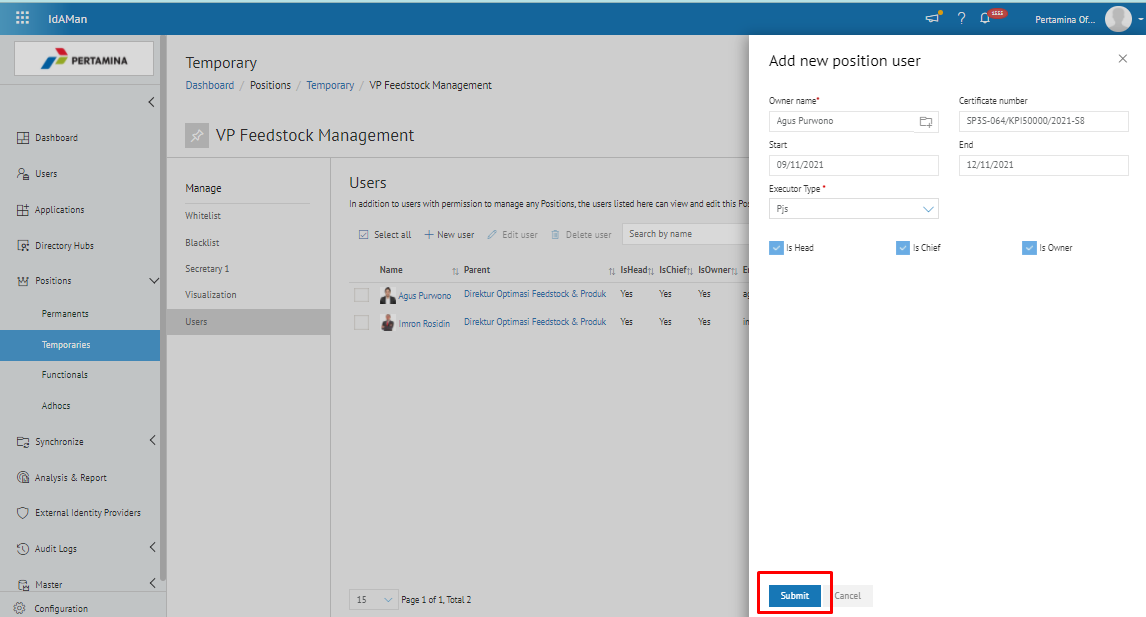 IdAMan
1555
Pertamina Of...
PERTAMINA
Dashboard
Users
Applications
Directory Hubs
Positions
Permanents
Temporaries
Functionals
Adhocs
Synchronize
Analysis & Report
External Identity Providers
Audit Logs
Master
Configuration
Temporary
Dashboard / Positions / Temporary / VP Feedstock Management
VP Feedstock Management
Manage
Whitelist
Blacklist
Secretary 1
Visualization
Users
Users
In addition to users with permission to manage any Positions, the users listed here can view and edit this Pos
Select all
New user
Edit user
Delete user
Search by name
Name Parent IsHead IsChief IsOwner
Agus Purwono Direktur Optimasi Feedstock & Produk Yes Yes Yes
Imron Rosidin Direktur Optimasi Feedstock & Produk Yes Yes Yes
15 Page 1 of 1, Total 2
Add new position user
Owner name* Certificate number
Agus Purwono SP3S-064/KPI50000/2021-S8
Start End
09/11/2021 12/11/2021
Executor Type *
Pjs
Is Head Is Chief Is Owner
Submit Cancel